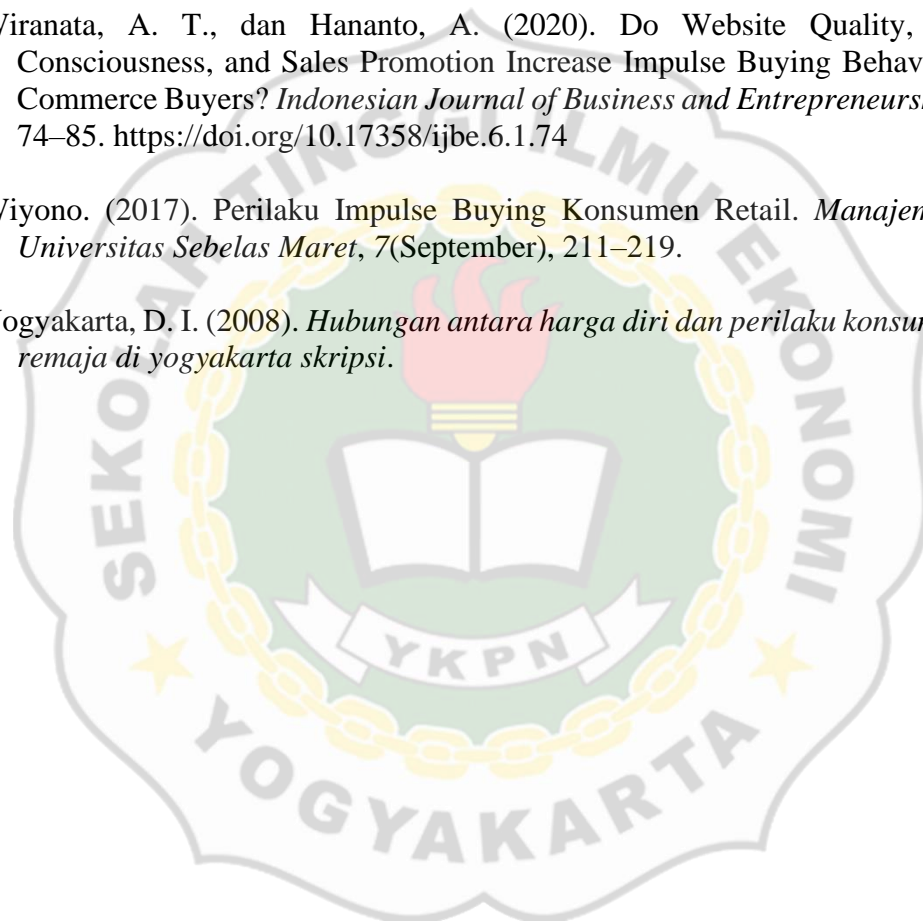 Viranata, A. T., dan Hananto, A. (2020). Do Website Quality,
Consciousness, and Sales Promotion Increase Impulse Buying Behav
Commerce Buyers? Indonesian Journal of Business and Entrepreneurs
74–85. https://doi.org/10.17358/ijbe.6.1.74
Viyono. (2017). Perilaku Impulse Buying Konsumen Retail. Manajem
Universitas Sebelas Maret, 7(September), 211–219.
Yogyakarta, D. I. (2008). Hubungan antara harga diri dan perilaku konsu
remaja di yogyakarta skripsi.
SEKOLAH TINGGI ILMU EKONOMI
YKPN
YOGYAKARTA